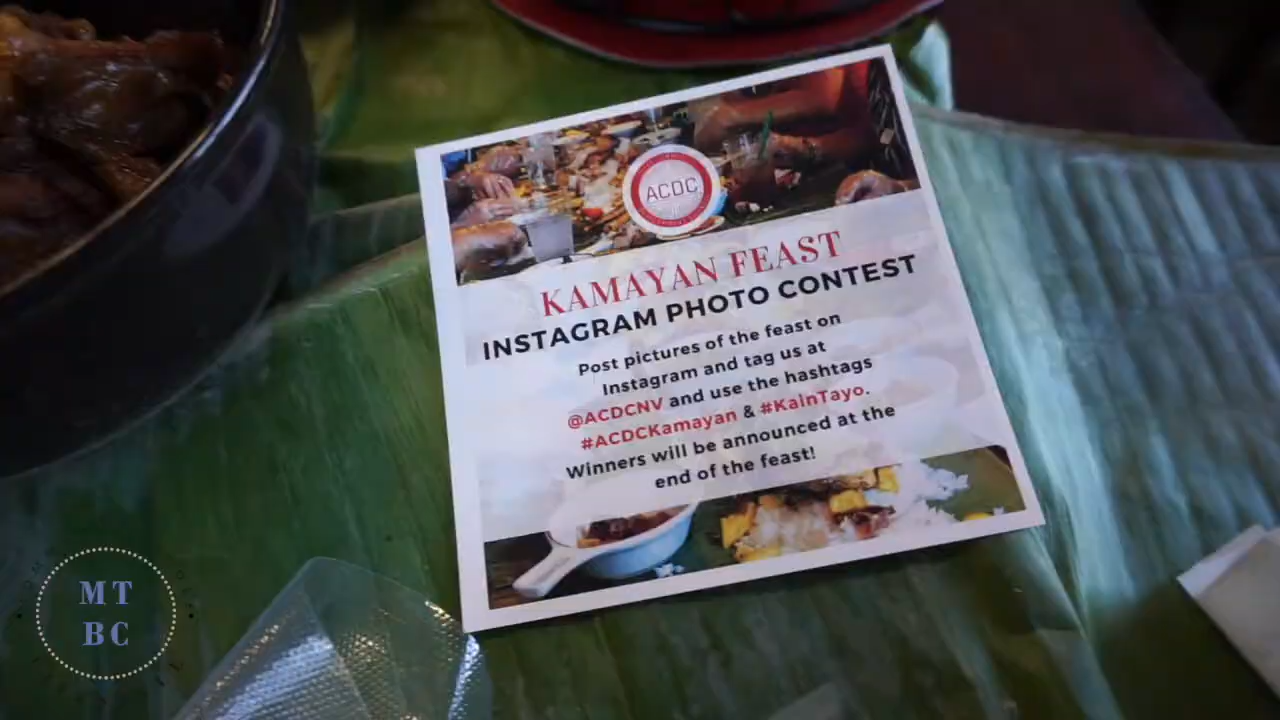 ACDC
KAMAYAN FEAST
INSTAGRAM PHOTO CONTEST
Post pictures of the feast on
Instagram and tag us at
@ACDCNV and use the hashtags
#ACDCKamayan & #KainTayo.
Winners will be announced at the
end of the feast!
MT
BC